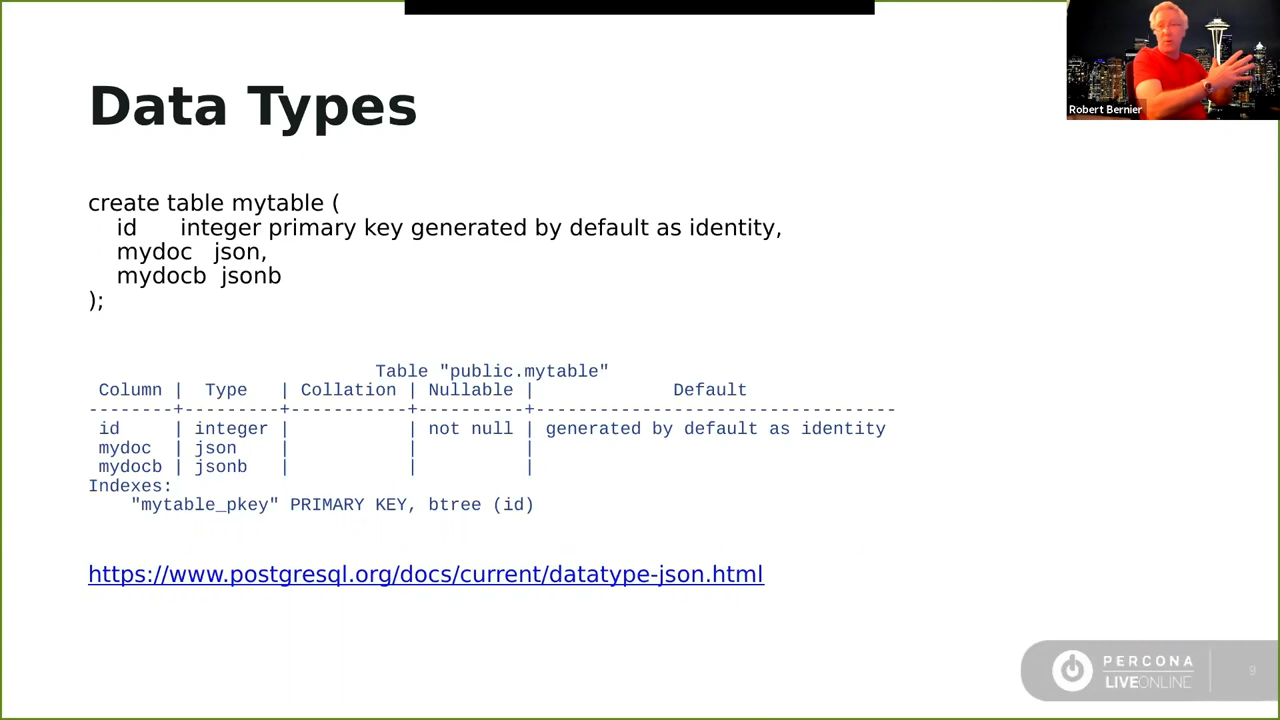 Data Types
Robert Bernier
create table mytable (
id integer primary key generated by default as identity,
mydoc json,
mydocb jsonb
);
Table "public.mytable"
Column | Type | Collation | Nullable | Default
--------+---------+-----------+----------+----------------------------------
id | integer | | not null | generated by default as identity
mydoc | json | | |
mydocb | jsonb | | |
Indexes:
"mytable_pkey" PRIMARY KEY, btree (id)
https://www.postgresql.org/docs/current/datatype-json.html
PERCONA
LIVEONLINE
9